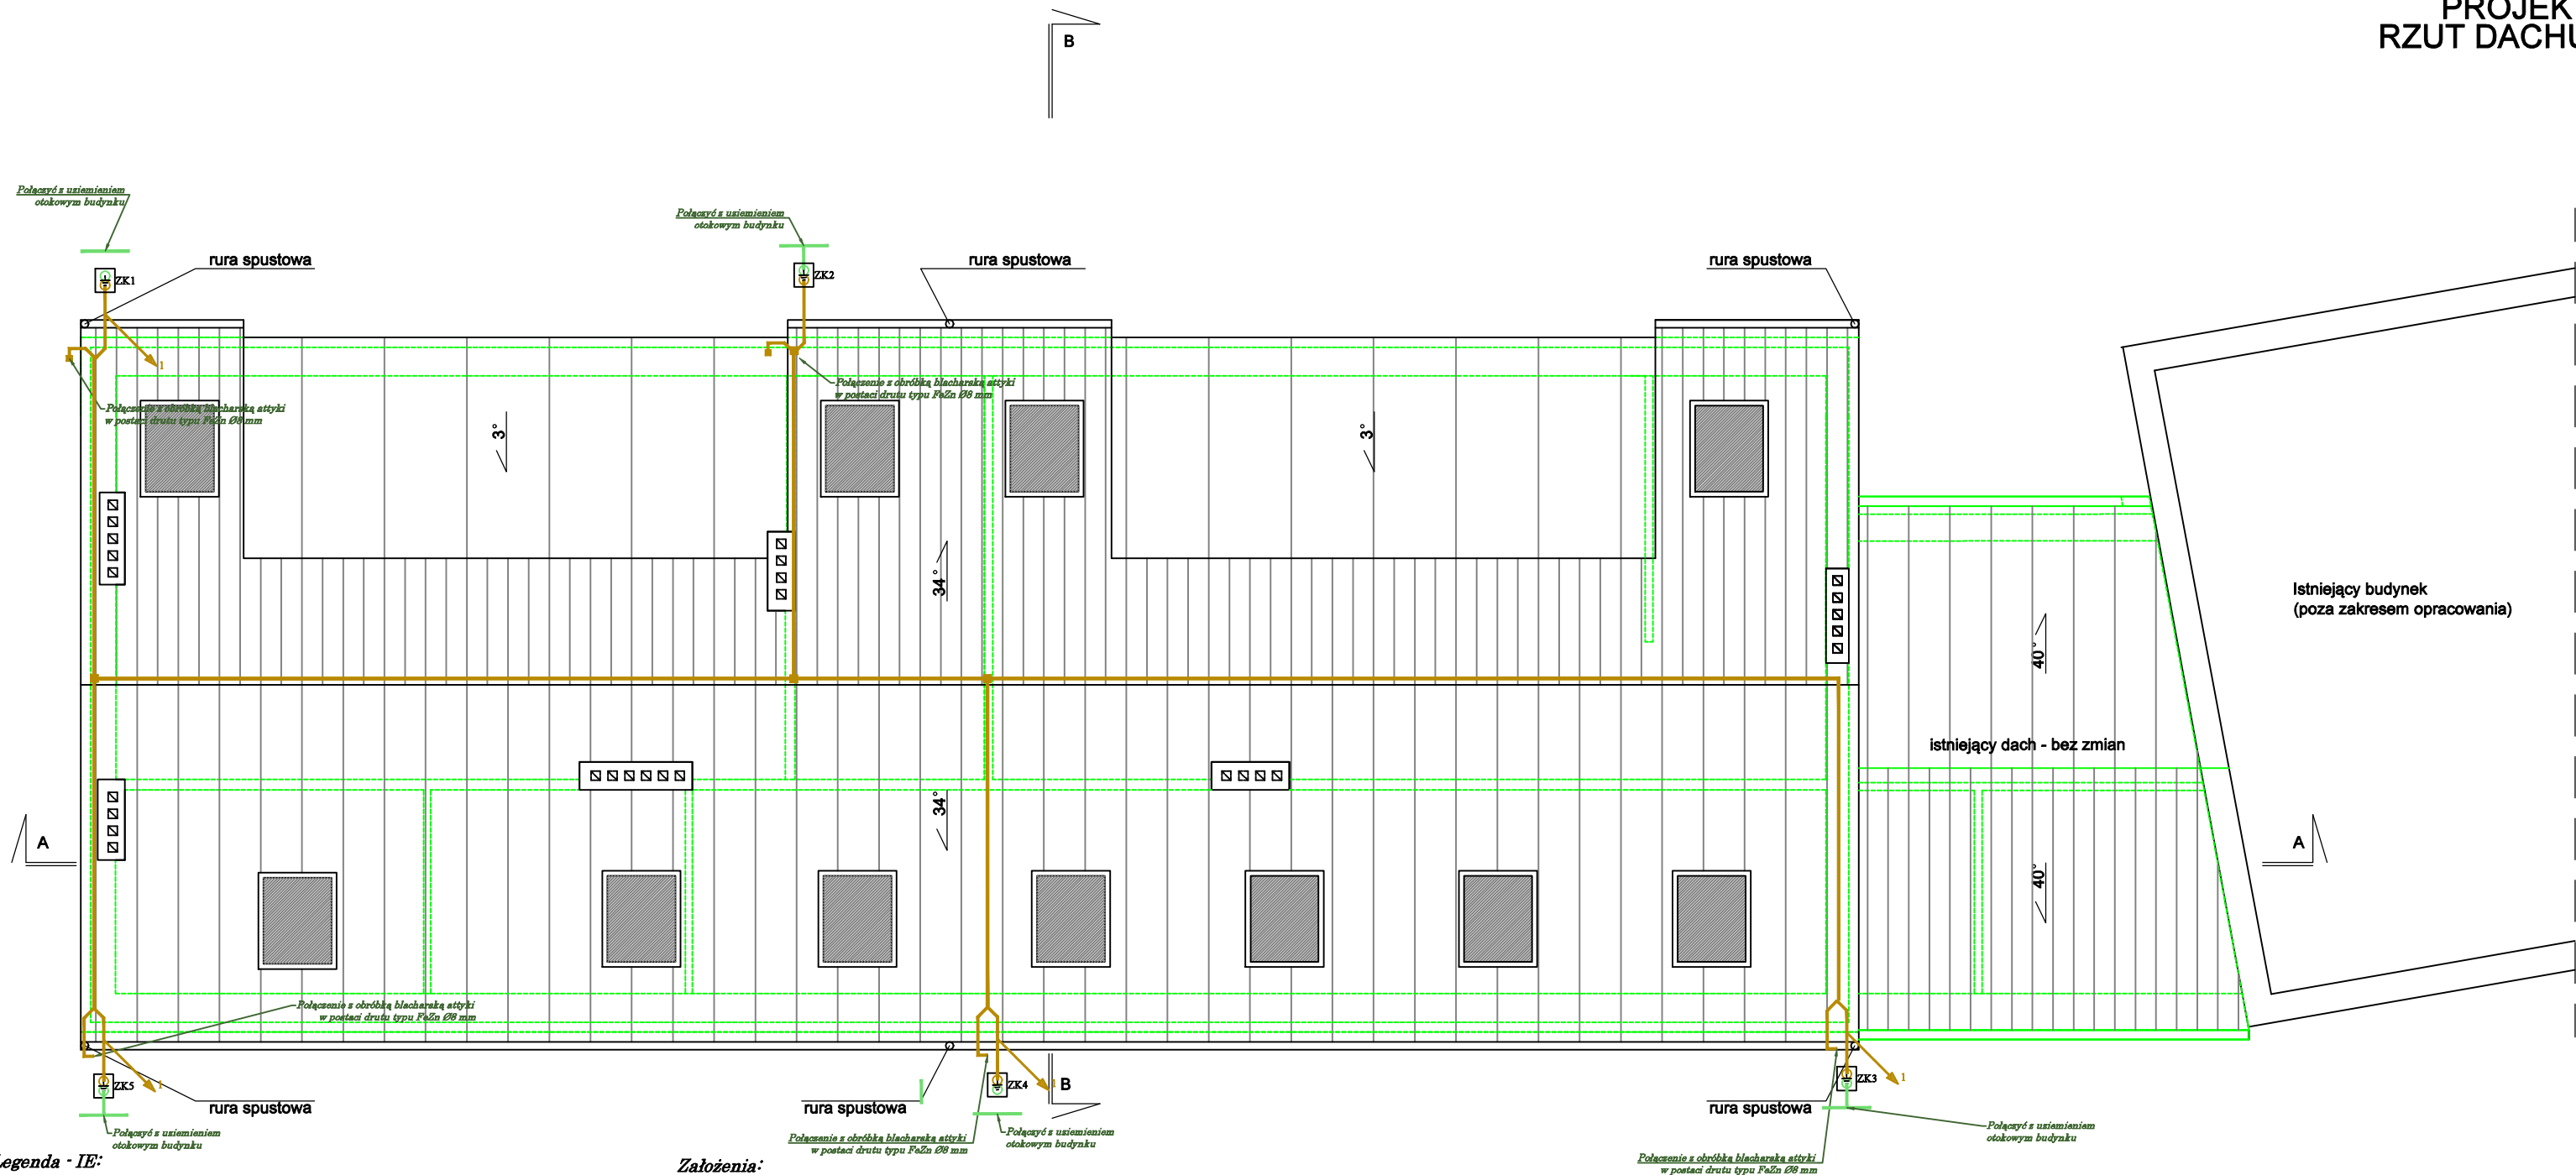 PROJEK
RZUT DACHU
B
Połączyć z uziemieniem
otokowym budynku
Połączyć z uziemieniem
otokowym budynku
rura spustowa
rura spustowa
rura spustowa
ZK1
ZK2
1
Połączenie z obróbką blacharską attyki
w postaci drutu typu FeZn Ø8 mm
Połączenie z obróbką blacharską attyki
w postaci drutu typu FeZn Ø8 mm
3°
3°
34°
40°
Istniejący budynek
(poza zakresem opracowania)
istniejący dach - bez zmian
34°
40°
A
A
Połączenie z obróbką blacharską attyki
w postaci drutu typu FeZn Ø8 mm
ZK5
1
ZK4
1
B
ZK3
1
rura spustowa
rura spustowa
rura spustowa
Połączyć z uziemieniem
otokowym budynku
Połączenie z obróbką blacharską attyki
w postaci drutu typu FeZn Ø8 mm
Połączyć z uziemieniem
otokowym budynku
Połączyć z uziemieniem
otokowym budynku
Połączenie z obróbką blacharską attyki
w postaci drutu typu FeZn Ø8 mm
Legenda - IE:
Założenia: